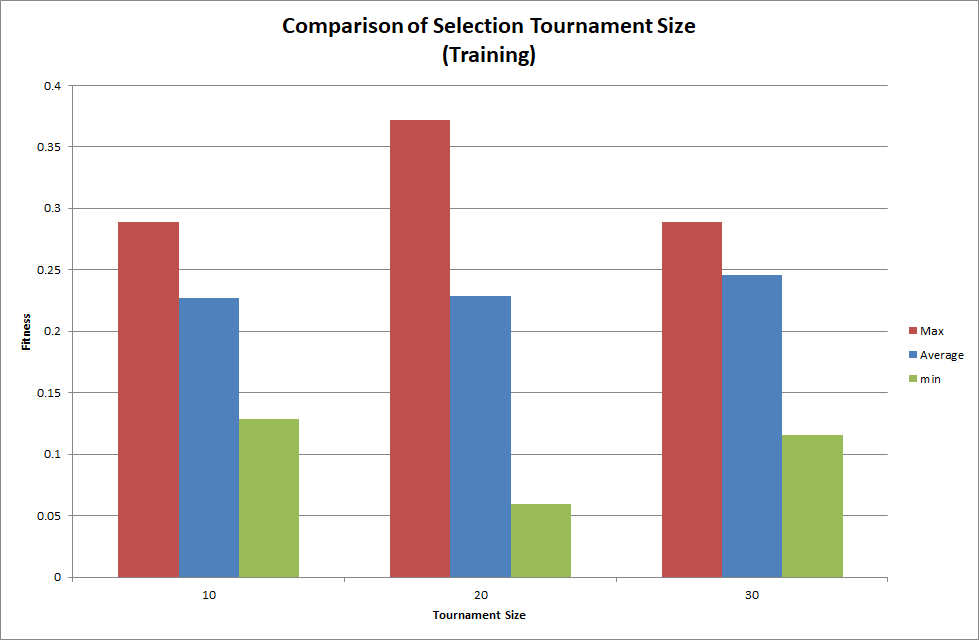 Comparison of Selection Tournament Size
(Training)
0.4
0.35
0.3
0.25
0.2
0.15
0.1
0.05
0
Fitness
10
20
30
Tournament Size
Max
Average
min